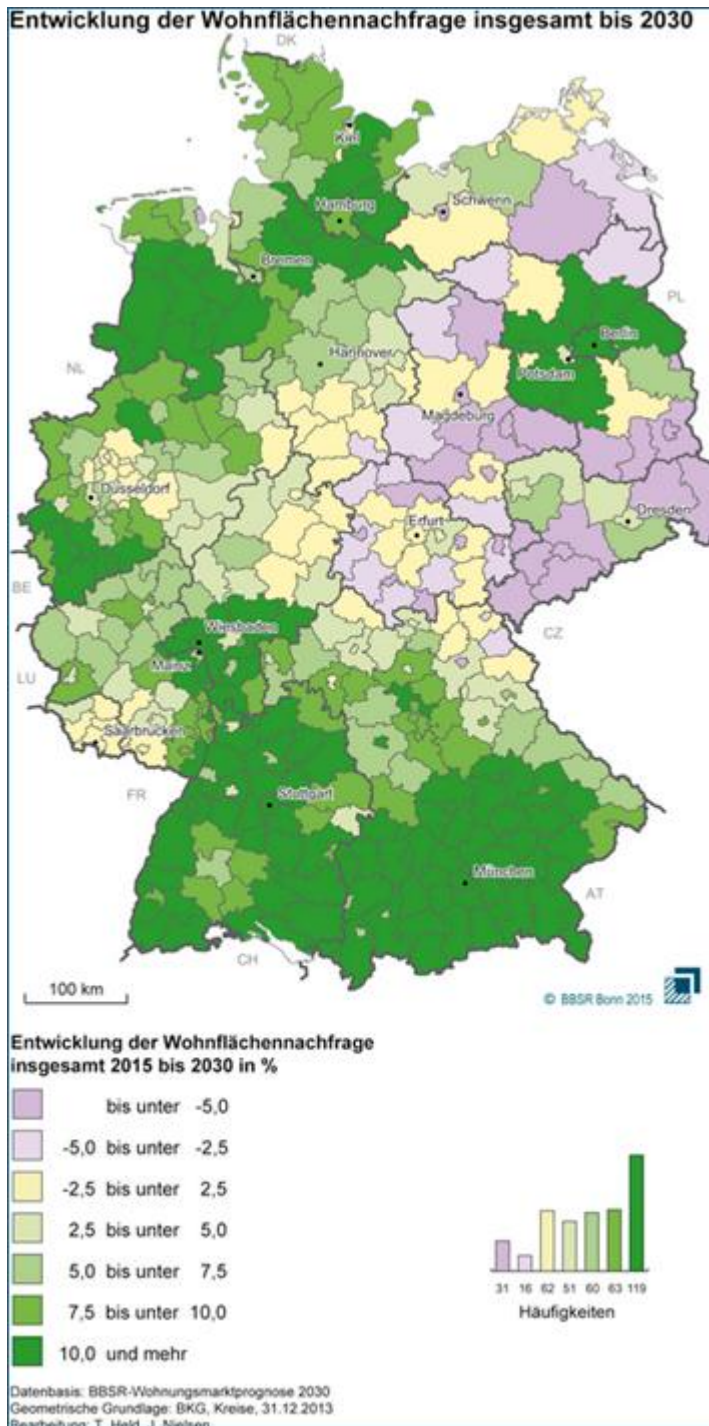 Entwicklung der Wohnflächennachfrage insgesamt bis 2030
DK
Kiel
Hamburg
Schwerin
Bremen
PL
Berlin
Hannover
NL
Potsdam
Magdeburg
Düsseldorf
Erfurt
Dresden
BE
CZ
Wiesbaden
Mainz
LU
Saarbrücken
FR
Stuttgart
München
AT
CH
100 km
© BBSR Bonn 2015
Entwicklung der Wohnflächennachfrage
insgesamt 2015 bis 2030 in %
bis unter -5,0
-5,0 bis unter -2,5
-2,5 bis unter 2,5
2,5 bis unter 5,0
5,0 bis unter 7,5
7,5 bis unter 10,0
10,0 und mehr
31 16 62 51 60 63 119
Häufigkeiten
Datenbasis: BBSR-Wohnungsmarktprognose 2030
Geometrische Grundlage: BKG, Kreise, 31.12.2013
Bearbeitung: T. Held, J. Nielsen